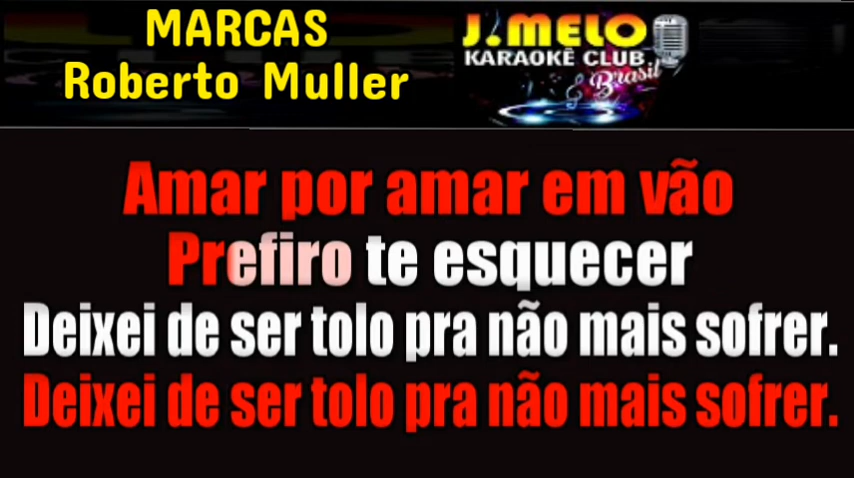 MARCAS
Roberto Muller
J.MELO
KARAOKÊ CLUB.
Brasil
Amar por amar em vão
Prefiro te esquecer
Deixei de ser tolo pra não mais sofrer.
Deixei de ser tolo pra não mais sofrer.